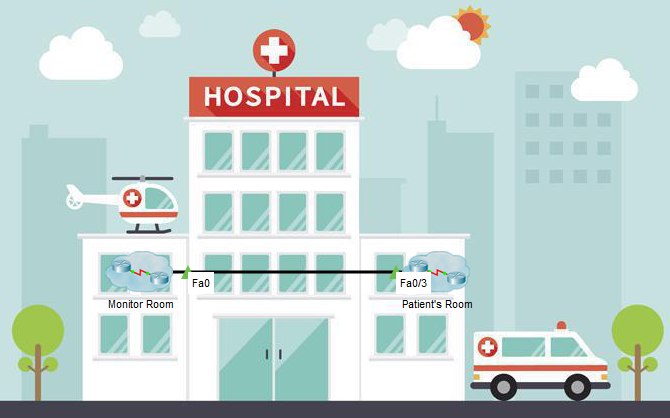 HOSPITAL
Fa0
Fa0/3
Monitor Room
Patient's Room